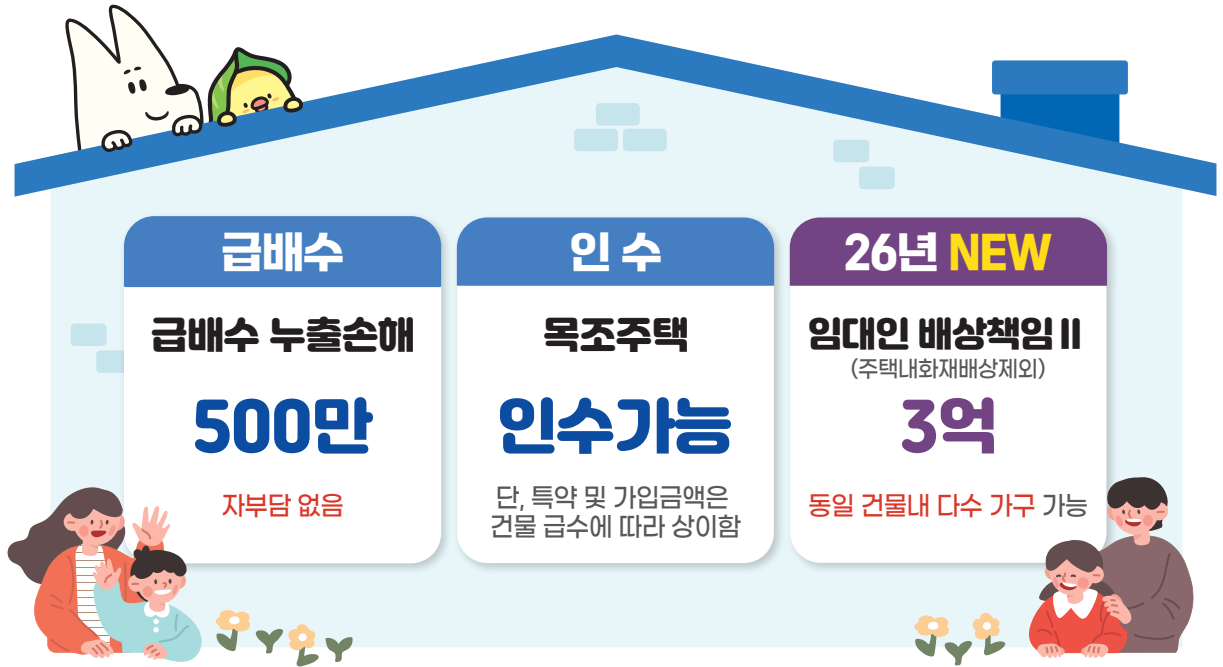 급배수
급배수 누출손해
500만
자부담 없음
인 수
목조주택
인수가능
단, 특약 및 가입금액은
건물 급수에 따라 상이함
26년 NEW
임대인 배상책임 II
(주택내화재배상제외)
3억
동일 건물내 다수 가구 가능